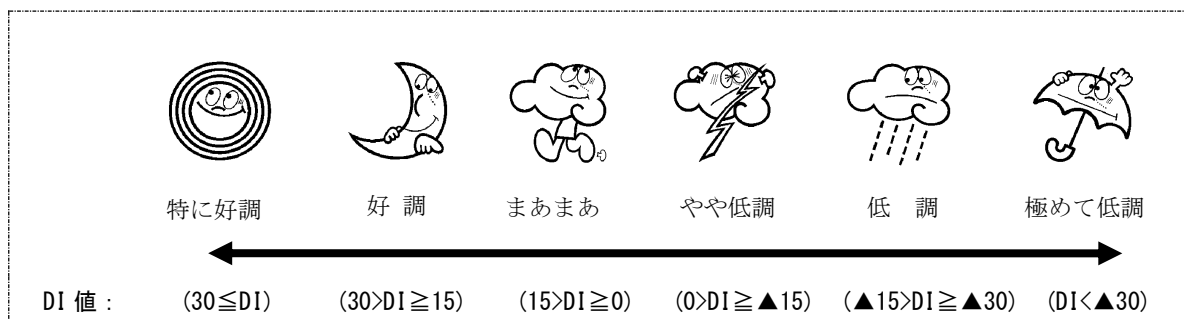 特に好調 好 調 まあまあ やや低調 低 調 極めて低調
DI 値： (30≦DI) (30>DI≧15) (15>DI≧0) (0>DI≧▲15) (▲15>DI≧▲30) (DI<▲30)